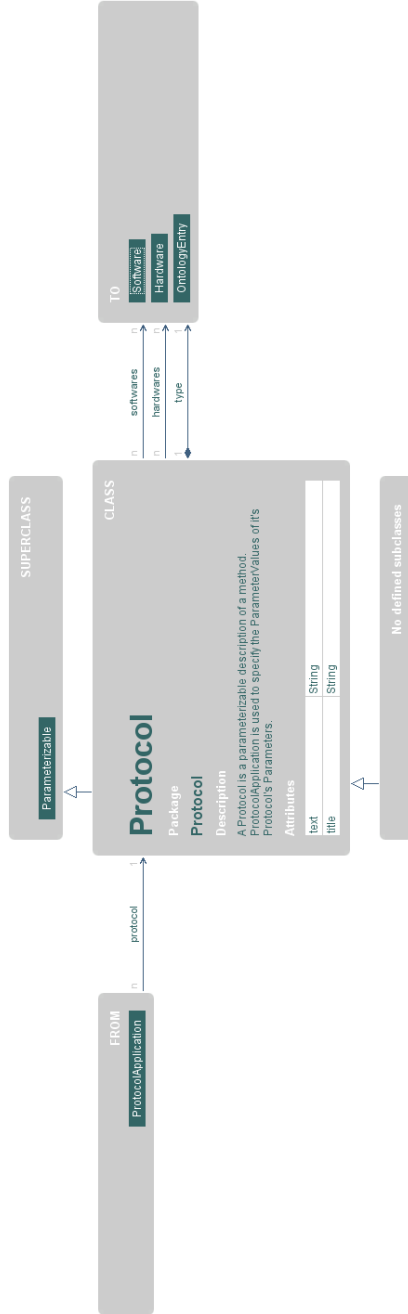 SUPERCLASS
Parameterizable
FROM
ProtocolApplication
n
protocol
1
CLASS
Protocol
Package
Protocol
Description
A Protocol is a parameterizable description of a method.
ProtocolApplication is used to specify the ParameterValues of it's
Protocol's Parameters.
Attributes
text String
title String
n softwares n
n hardwares n
1 type 1
TO
Software
Hardware
OntologyEntry
No defined subclasses